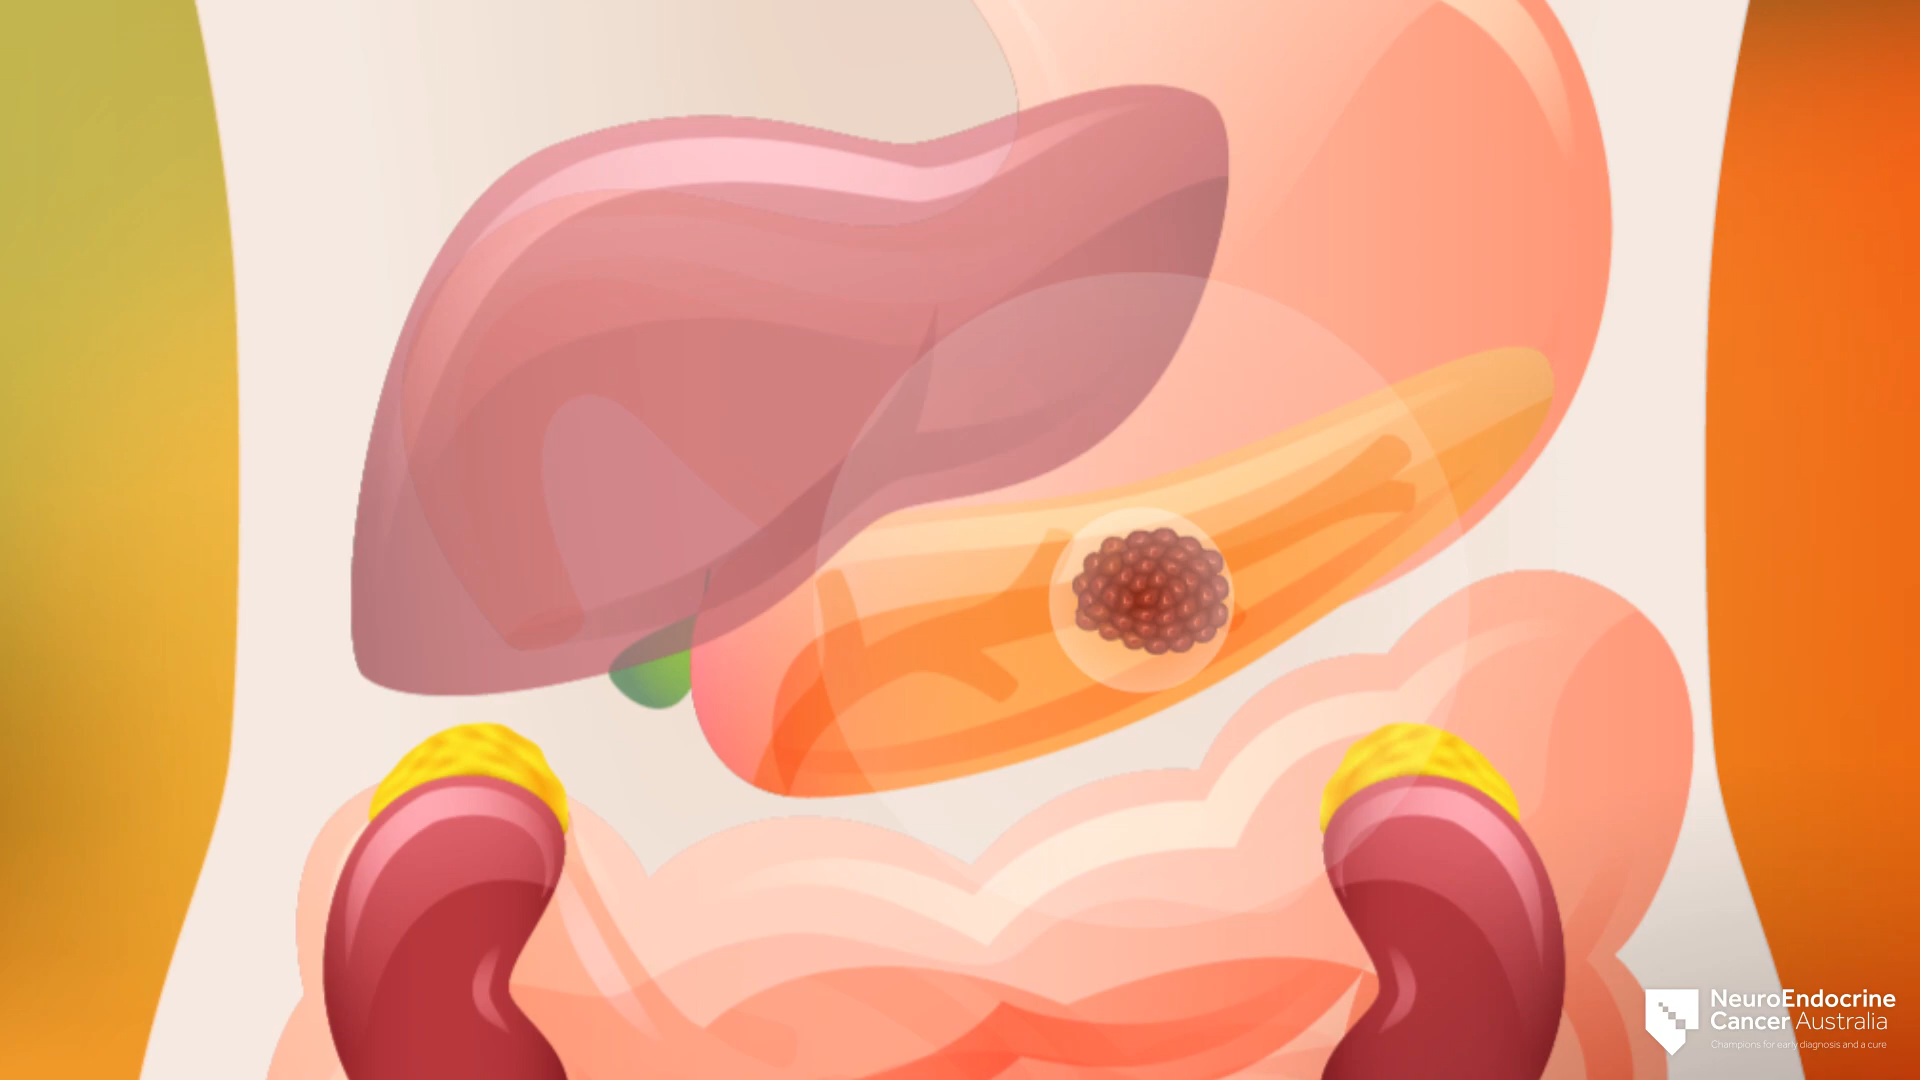 NeuroEndocrine
Cancer Australia
Champions for early diagnosis and a cure